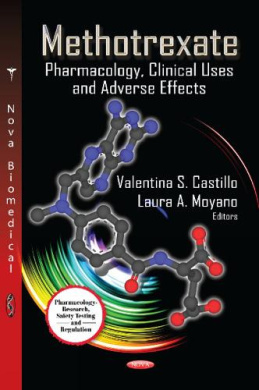 Methotrexate
Pharmacology, Clinical Uses
and Adverse Effects
Valentina S. Castillo
Laura A. Moyano
Editors
Nova Biomedical
Pharmacology-
Research,
Safety Testing
and
Regulation
NOVA